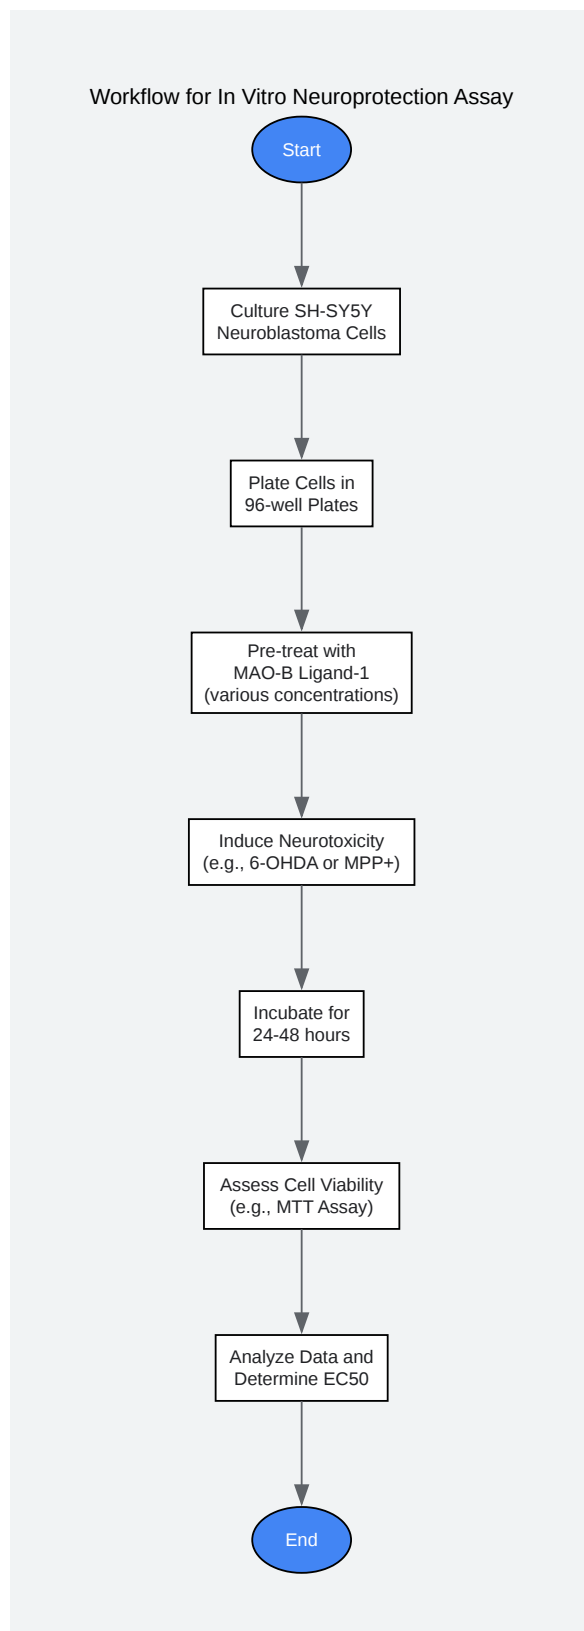 Workflow for In Vitro Neuroprotection Assay
Start
Culture SH-SY5Y
Neuroblastoma Cells
Plate Cells in
96-well Plates
Pre-treat with
MAO-B Ligand-1
(various concentrations)
Induce Neurotoxicity
(e.g., 6-OHDA or MPP+)
Incubate for
24-48 hours
Assess Cell Viability
(e.g., MTT Assay)
Analyze Data and
Determine EC50
End